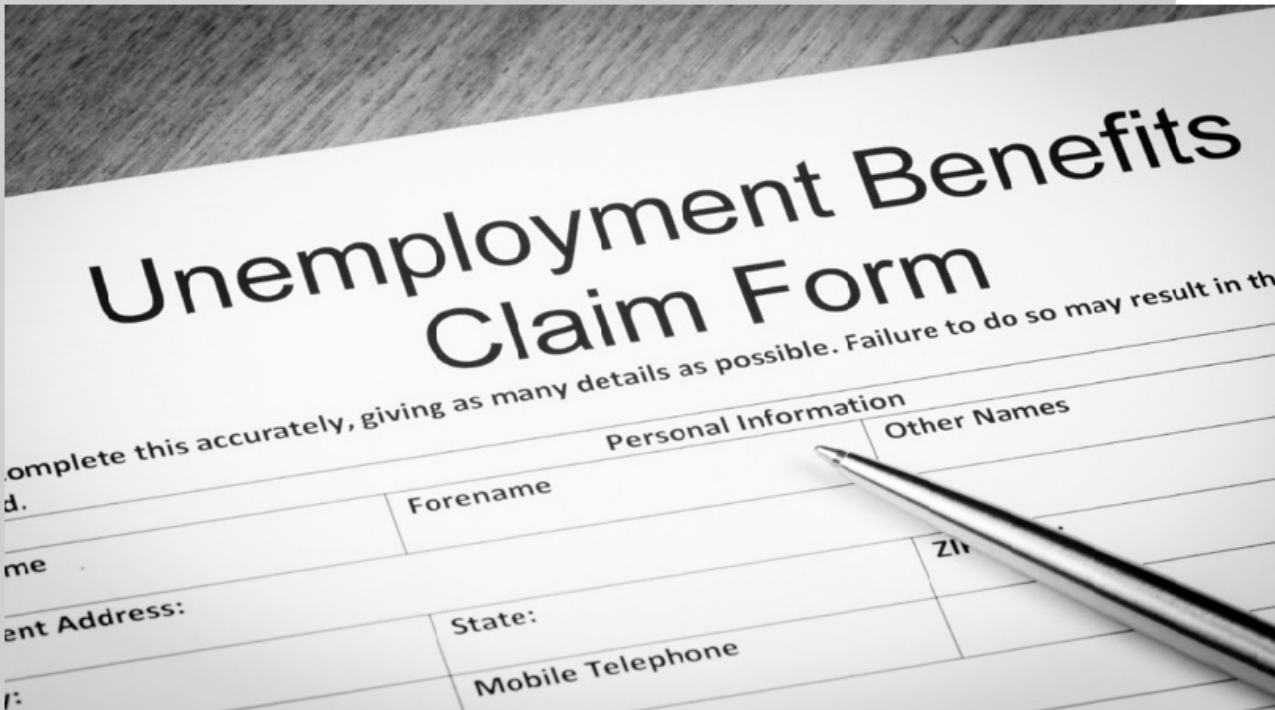 Unemployment Benefits
Claim Form
omplete this accurately, giving as many details as possible. Failure to do so may result in th
d.
Personal Information
me
Forename
Other Names
ent Address:
y:
State:
ZI
Mobile Telephone